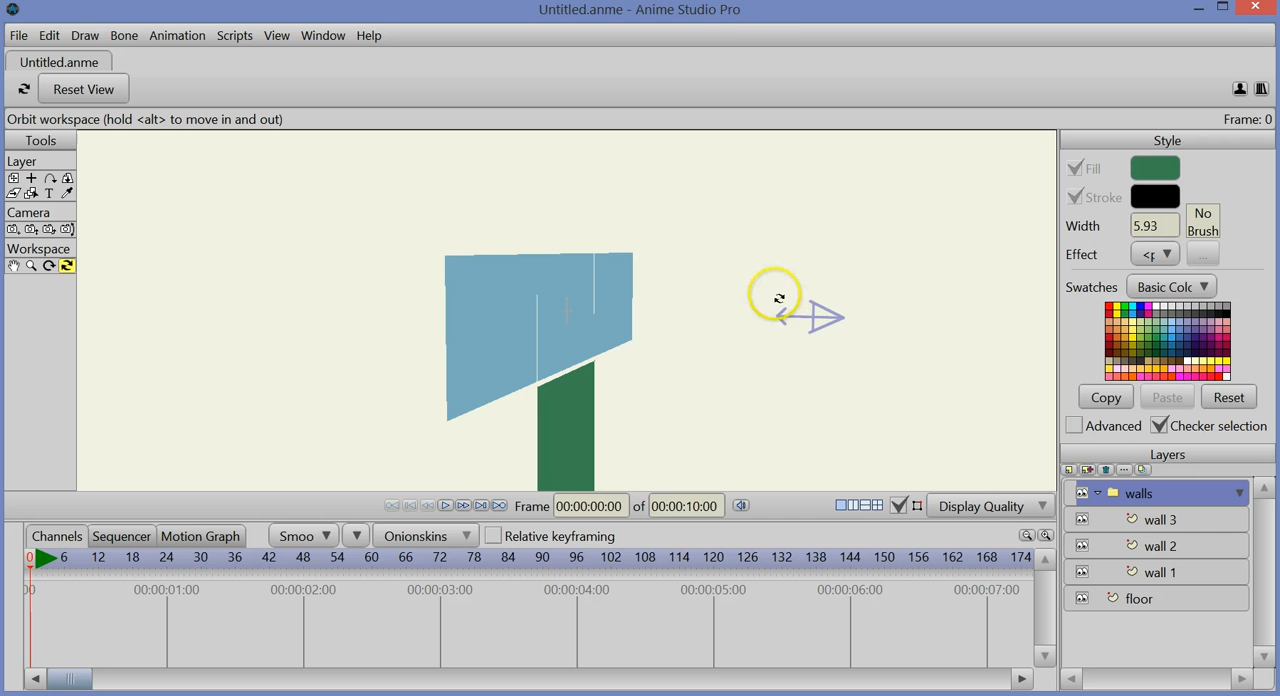 Untitled.anme - Anime Studio Pro
File Edit Draw Bone Animation Scripts View Window Help
Untitled.anme
Reset View
Orbit workspace (hold <alt> to move in and out) Frame: 0
Tools
Layer
T
Camera
Workspace
Style
Fill
Stroke
Width 5.93 No Brush
Effect <p ...
Swatches Basic Colo
Copy Paste Reset
Advanced Checker selection
Layers
walls
wall 3
wall 2
wall 1
floor
Frame 00:00:00:00 of 00:00:10:00 Display Quality
Channels Sequencer Motion Graph Smoo Onionskins Relative keyframing
0 6 12 18 24 30 36 42 48 54 60 66 72 78 84 90 96 102 108 114 120 126 132 138 144 150 156 162 168 174
00 00:00:01:00 00:00:02:00 00:00:03:00 00:00:04:00 00:00:05:00 00:00:06:00 00:00:07:00